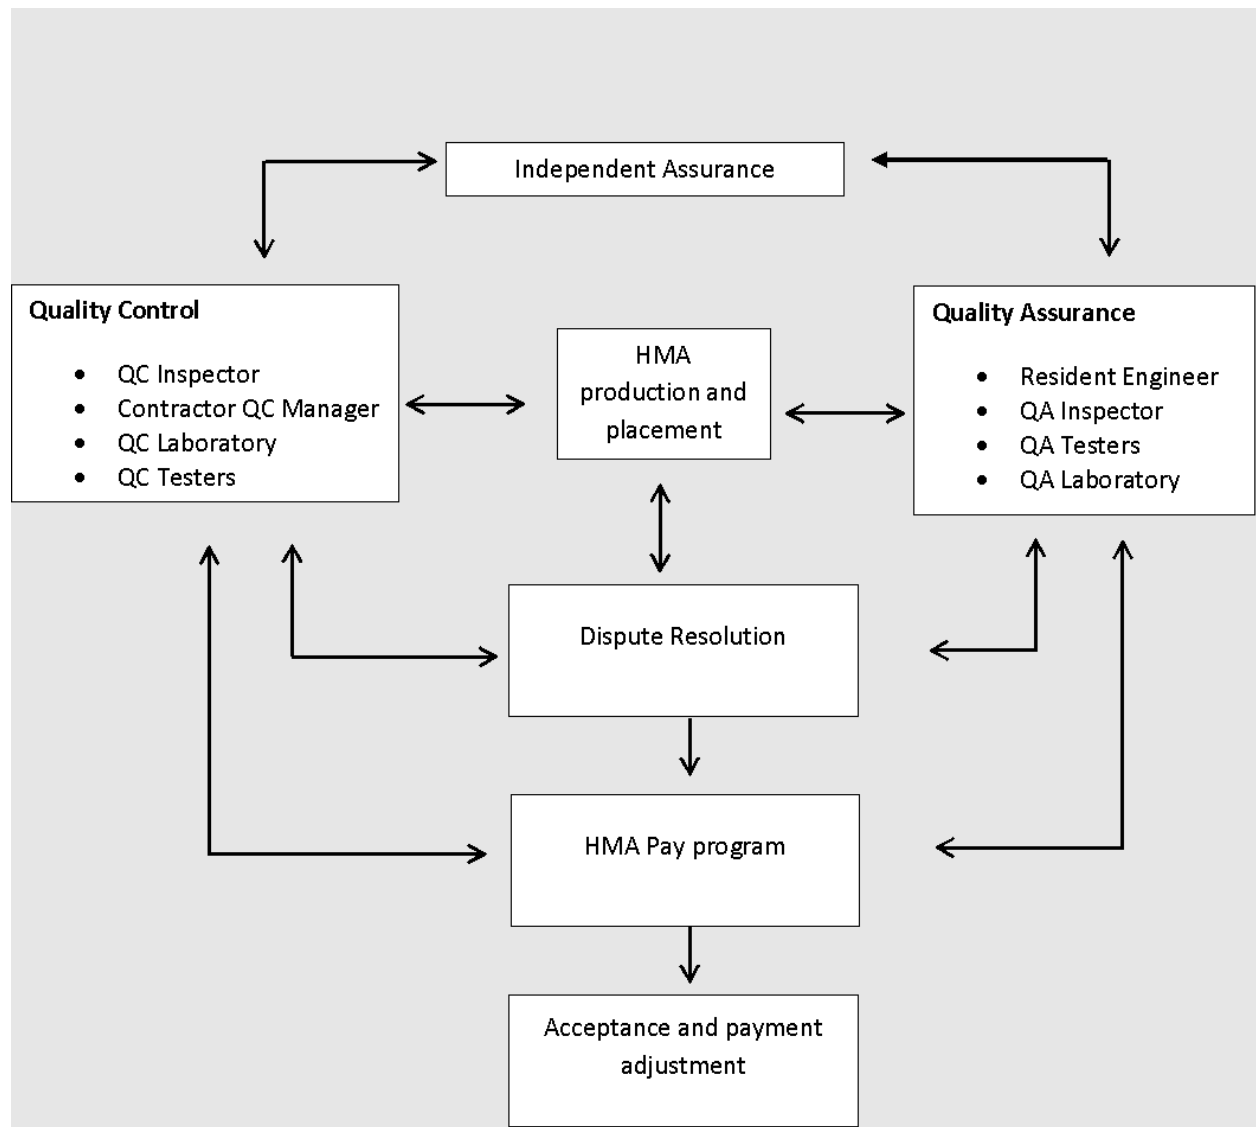 Independent Assurance
Quality Control
• QC Inspector
• Contractor QC Manager
• QC Laboratory
• QC Testers
HMA
production and
placement
Quality Assurance
• Resident Engineer
• QA Inspector
• QA Testers
• QA Laboratory
Dispute Resolution
HMA Pay program
Acceptance and payment
adjustment